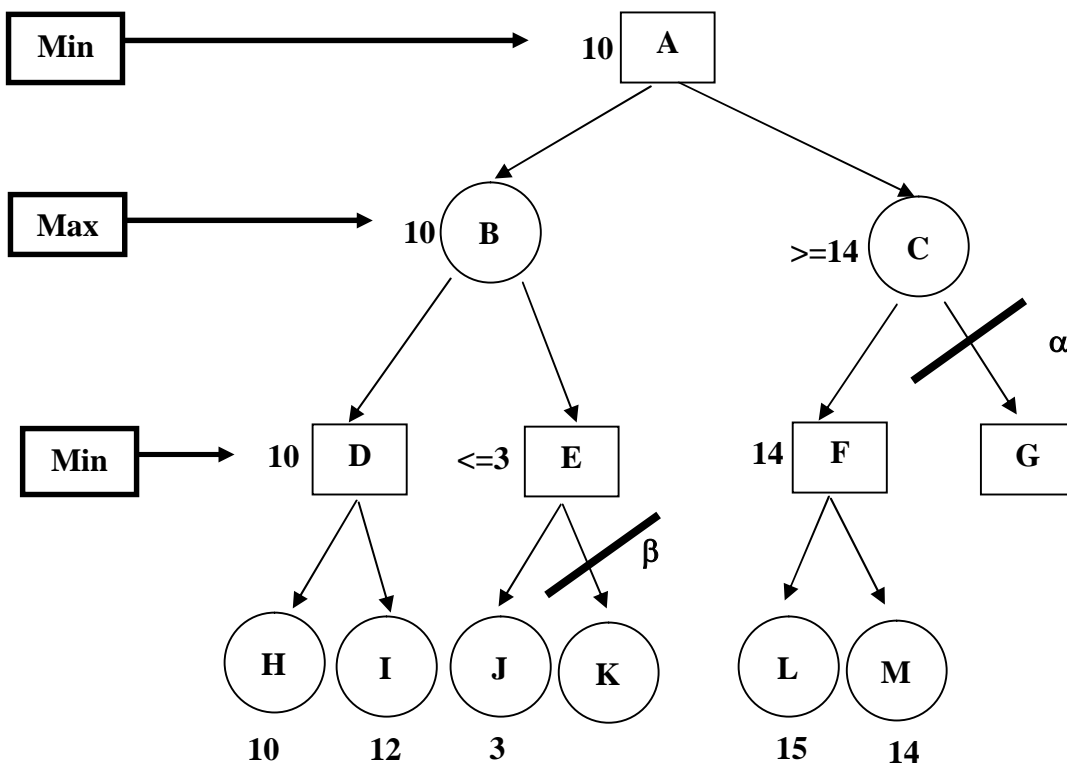 Min
10 A
Max
10 B
>=14 C
α
Min
10 D
<=3 E
14 F
G
β
H I J K L M
10 12 3 15 14